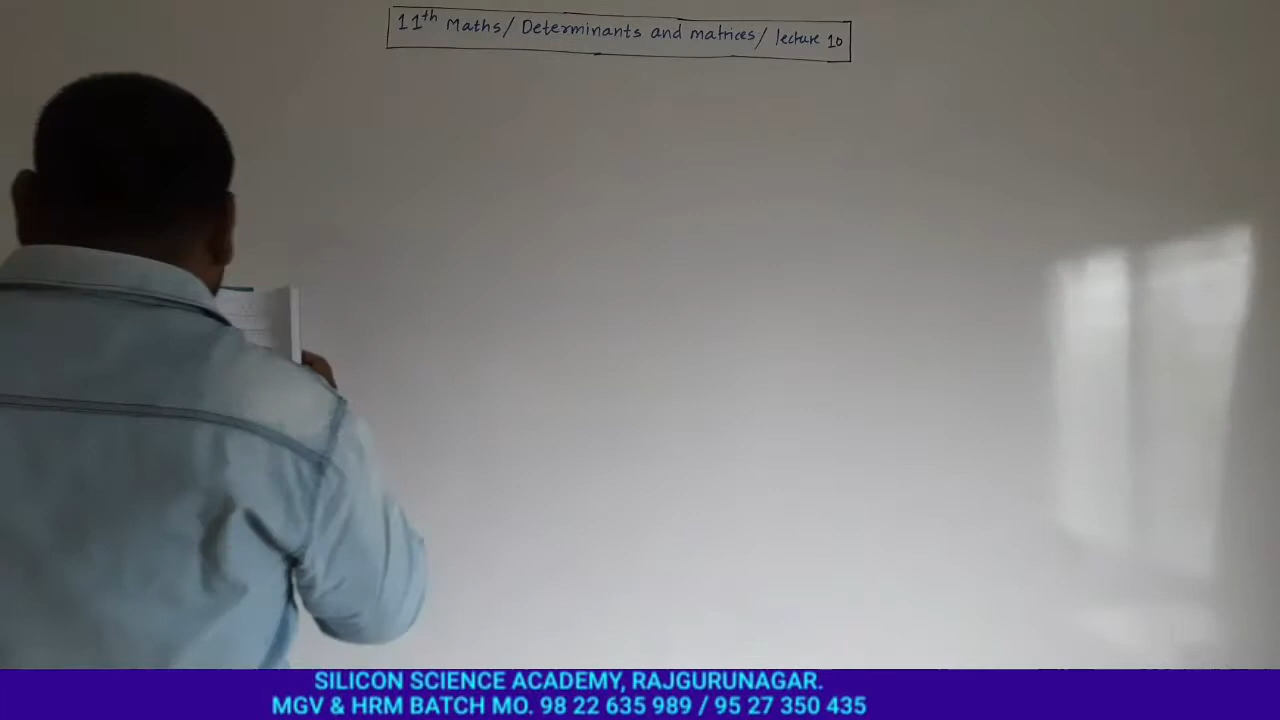 11th Maths/ Determinants and matrices/ lecture 10
SILICON SCIENCE ACADEMY, RAJGURUNAGAR.
MGV & HRM BATCH MO. 98 22 635 989 / 95 27 350 435